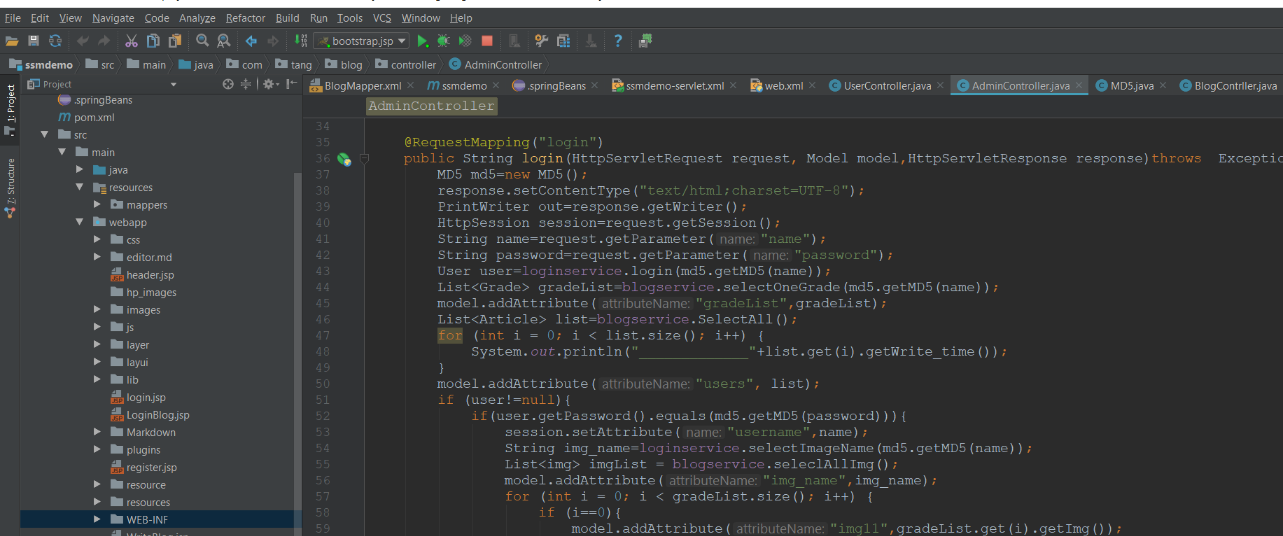 File Edit View Navigate Code Analyze Refactor Build Run Tools VCS Window Help
bootstrap.jsp
ssmdemo src main java com tang blog controller AdminController
Project
BlogMapper.xml ssmdemo .springBeans ssmdemo-servlet.xml web.xml UserController.java AdminController.java MD5.java BlogContrller.java
AdminController
1: Project
7: Structure
.springBeans
pom.xml
src
main
java
resources
mappers
webapp
css
editor.md
header.jsp
hp_images
images
js
layer
layui
lib
login.jsp
LoginBlog.jsp
Markdown
plugins
register.jsp
resource
resources
WEB-INF
34
35 @RequestMapping("login")
36 public String login(HttpServletRequest request, Model model,HttpServletResponse response)throws Exceptio
37 MD5 md5=new MD5();
38 response.setContentType("text/html;charset=UTF-8");
39 PrintWriter out=response.getWriter();
40 HttpSession session=request.getSession();
41 String name=request.getParameter( name: "name");
42 String password=request.getParameter( name: "password");
43 User user=loginservice.login(md5.getMD5(name));
44 List<Grade> gradeList=blogservice.selectOneGrade(md5.getMD5(name));
45 model.addAttribute( attributeName: "gradeList",gradeList);
46 List<Article> list=blogservice.SelectAll();
47 for (int i = 0; i < list.size(); i++) {
48 System.out.println("_____________"+list.get(i).getWrite_time());
49 }
50 model.addAttribute( attributeName: "users", list);
51 if (user!=null){
52 if(user.getPassword().equals(md5.getMD5(password))){
53 session.setAttribute( name: "username",name);
54 String img_name=loginservice.selectImageName(md5.getMD5(name));
55 List<img> imgList = blogservice.seleclAllImg();
56 model.addAttribute( attributeName: "img_name",img_name);
57 for (int i = 0; i < gradeList.size(); i++) {
58 if (i==0){
59 model.addAttribute( attributeName: "img11",gradeList.get(i).getImg());